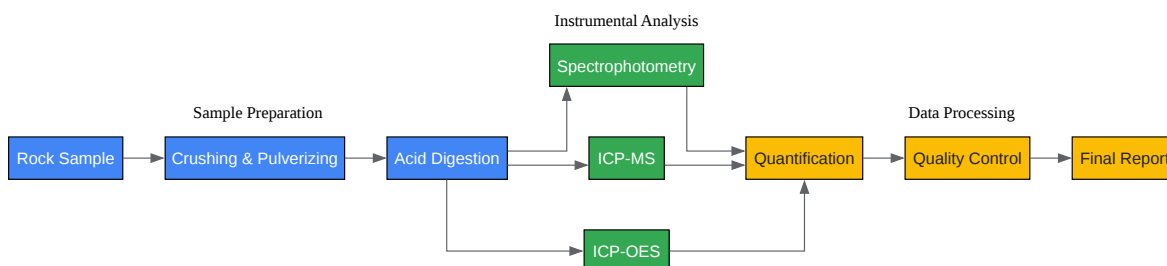 Instrumental Analysis
Spectrophotometry
Sample Preparation
Data Processing
Rock Sample
Crushing & Pulverizing
Acid Digestion
ICP-MS
Quantification
Quality Control
Final Report
ICP-OES